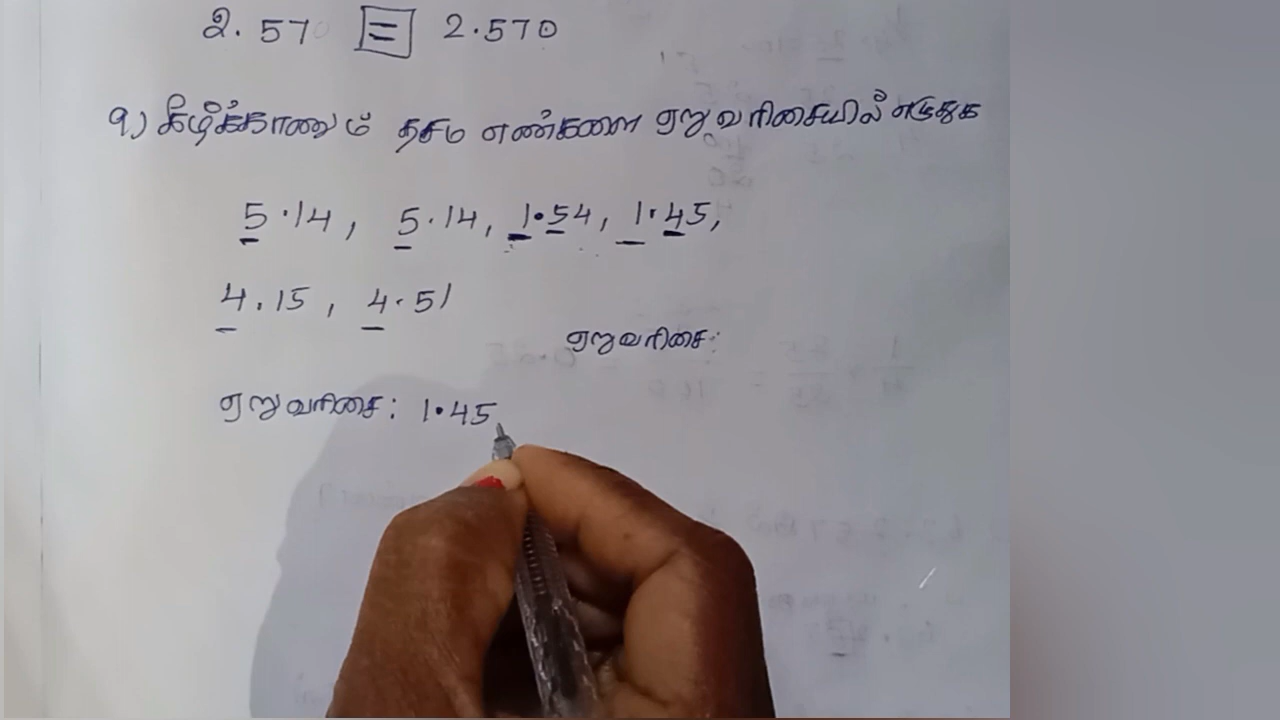 2.570 = 2.570
9) கீழ்க்காணும் தசம எண்களை ஏறுவரிசையில் எழுதுக
5.14, 5.14, 1.54, 1.45,
4.15, 4.51
ஏறுவரிசை:
ஏறுவரிசை: 1.45